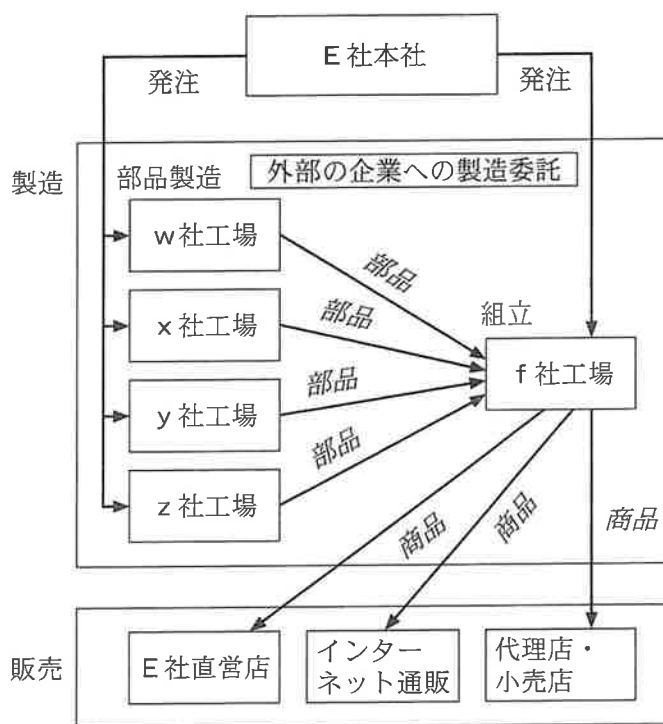 E社本社
発注
発注
製造
部品製造
外部の企業への製造委託
w社工場
部品
x社工場
部品
組立
f社工場
部品
y社工場
部品
z社工場
商品
商品
商品
販売
E社直営店
インター
ネット通販
代理店・
小売店